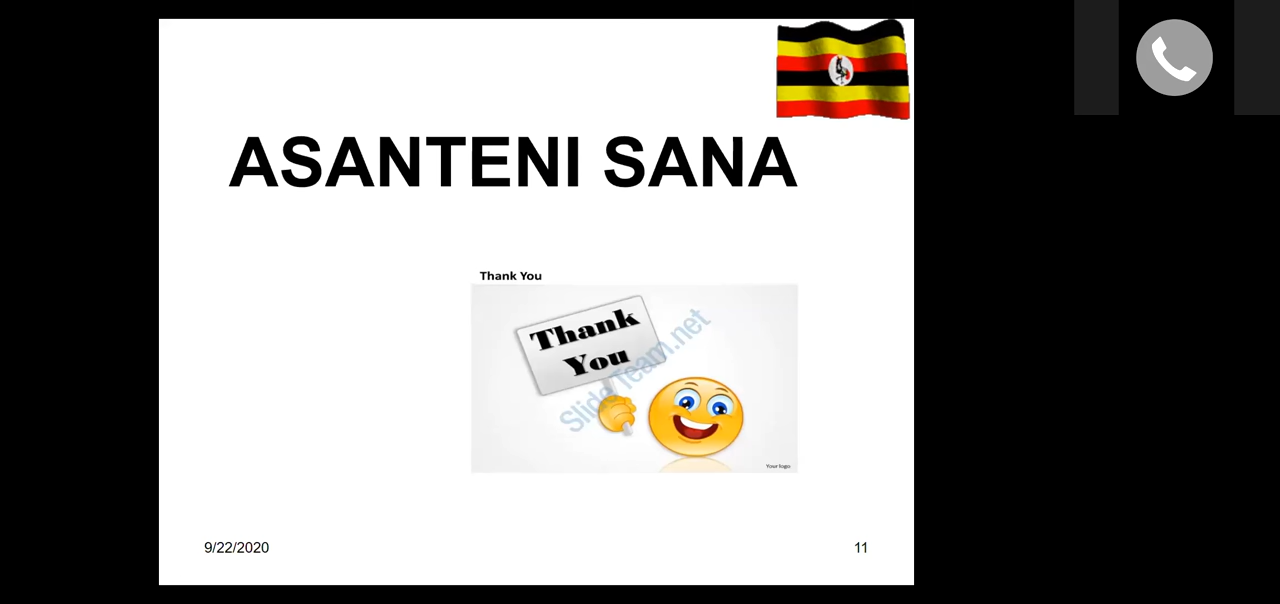 ASANTENI SANA
Thank You
Thank
You
SlideTeam.net
Your logo
9/22/2020
11